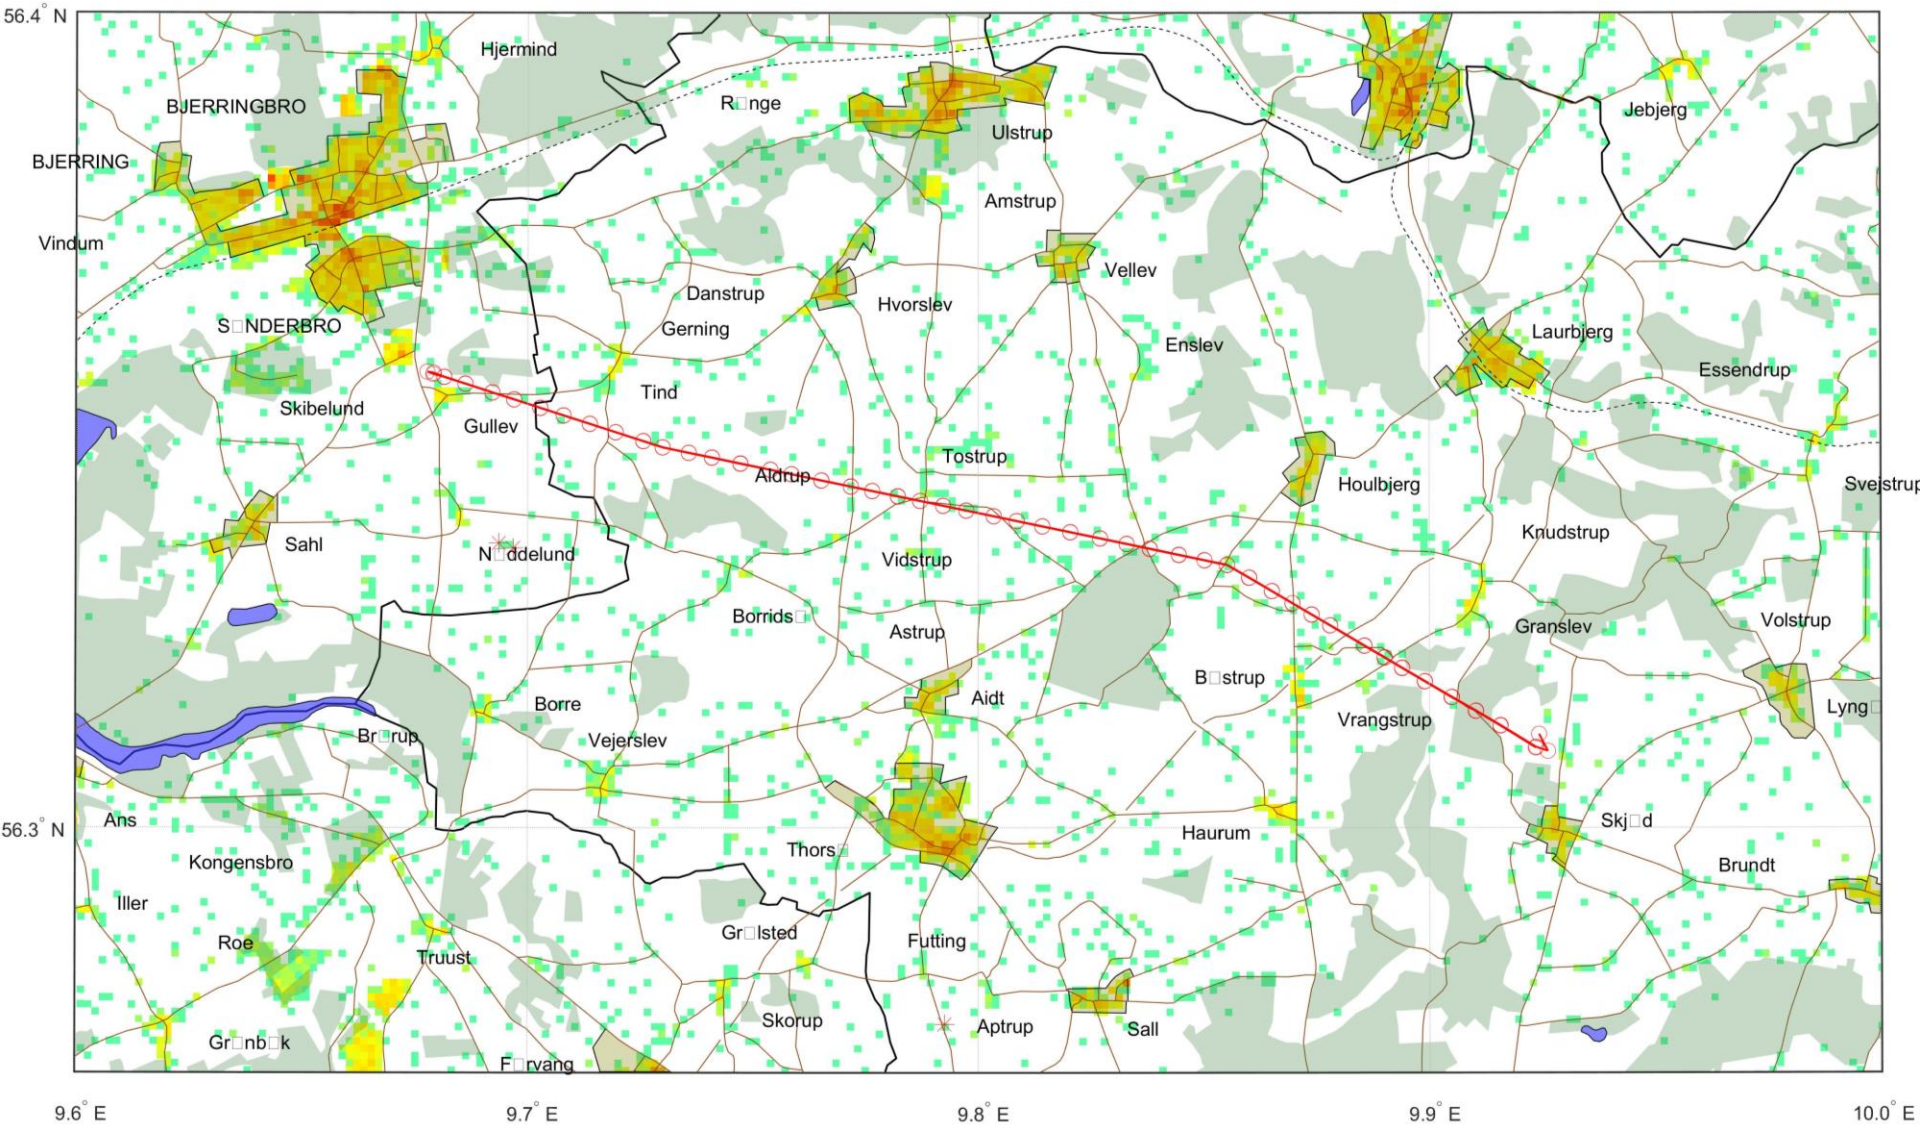 56.4° N
Hjermind
BJERRINGBRO
R□nge
Jebjerg
Ulstrup
BJERRING
Amstrup
Vindum
Vellev
Danstrup
Hvorslev
S□NDERBRO
Gerning
Laurbjerg
Enslev
Essendrup
Tind
Skibelund
Gullev
Tostrup
Aldrup
Houlbjerg
Svejstrup
Knudstrup
Sahl
N□ddelund
Vidstrup
Borrids□
Volstrup
Granslev
Astrup
B□strup
Aidt
Borre
Lyng□
Vrangstrup
Br□rup
Vejerslev
Ans
Skj□d
56.3° N
Haurum
Thors□
Kongensbro
Brundt
Iller
Gr□lsted
Roe
Futting
Truust
Skorup
Aptrup
Sall
Gr□nb□k
F□rvang
9.6° E
9.7° E
9.8° E
9.9° E
10.0° E